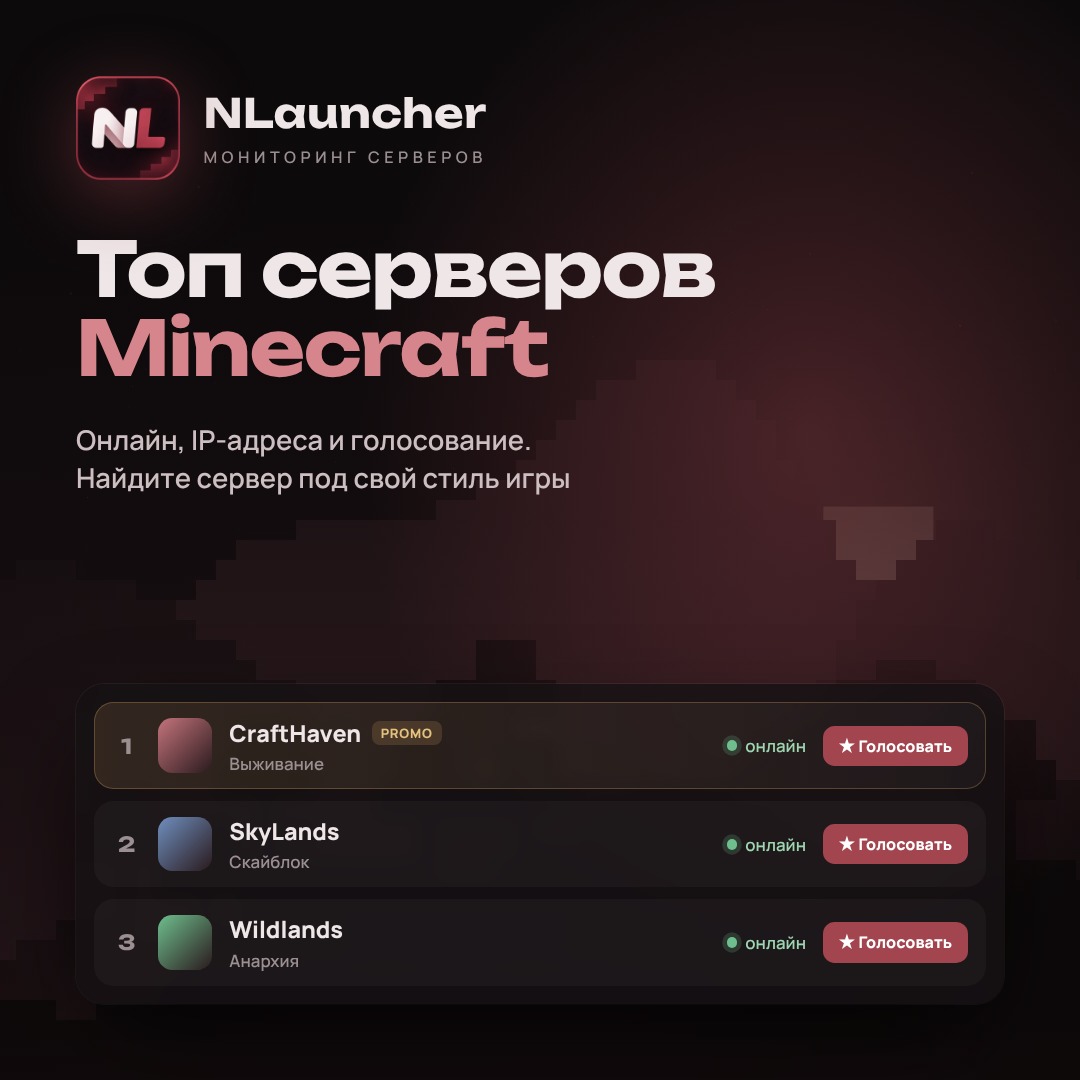 NL
NLauncher
МОНИТОРИНГ СЕРВЕРОВ
Топ серверов
Minecraft
Онлайн, IP-адреса и голосование.
Найдите сервер под свой стиль игры
1
CraftHaven PROMO
Выживание
онлайн
★ Голосовать
2
SkyLands
Скайблок
онлайн
★ Голосовать
3
Wildlands
Анархия
онлайн
★ Голосовать